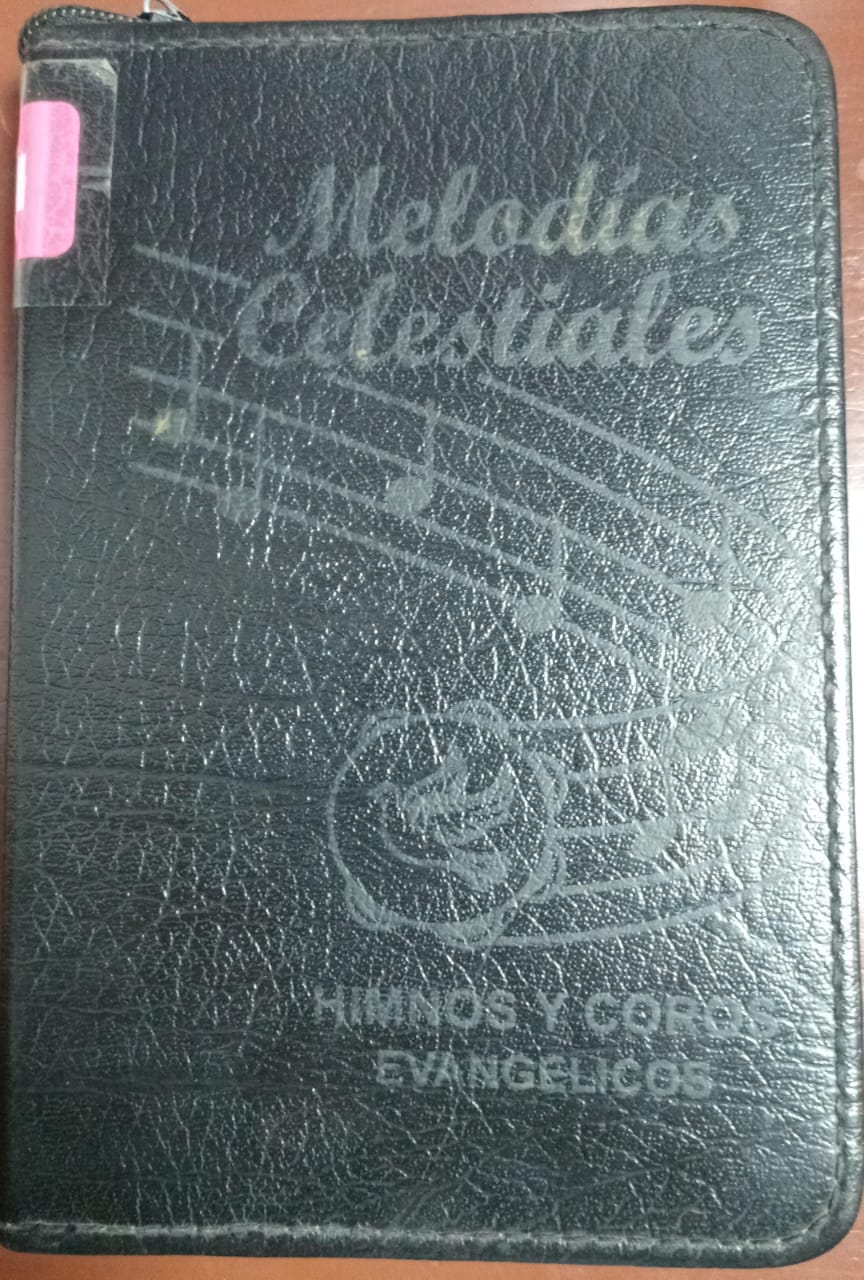 Melodías
Celestiales
HIMNOS Y COROS
EVANGELICOS